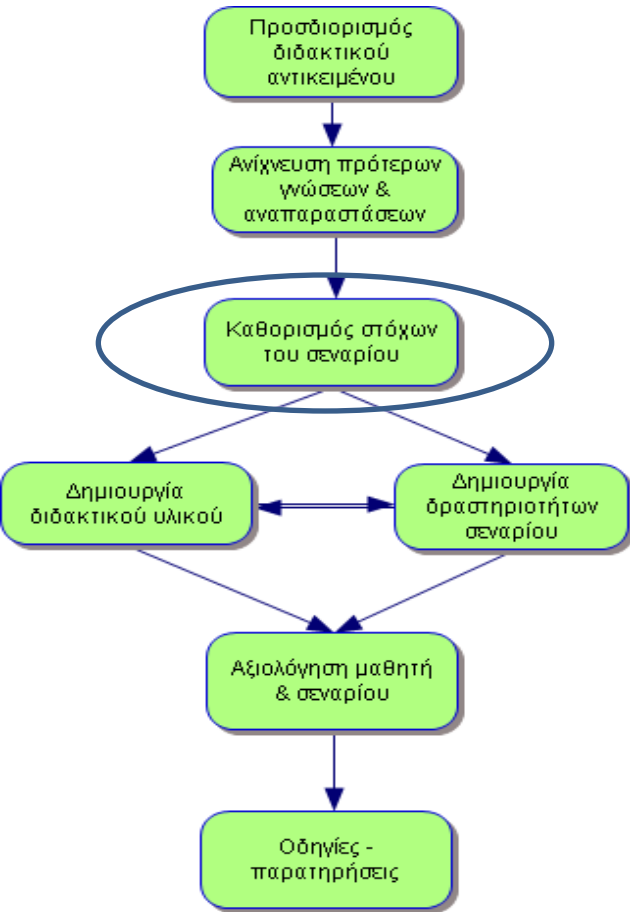 Προσδιορισμός
διδακτικού
αντικειμένου
Ανίχνευση πρότερων
γνώσεων &
αναπαραστάσεων
Καθορισμός στόχων
του σεναρίου
Δημιουργία
διδακτικού υλικού
Δημιουργία
δραστηριοτήτων
σεναρίου
Αξιολόγηση μαθητή
& σεναρίου
Οδηγίες -
παρατηρήσεις